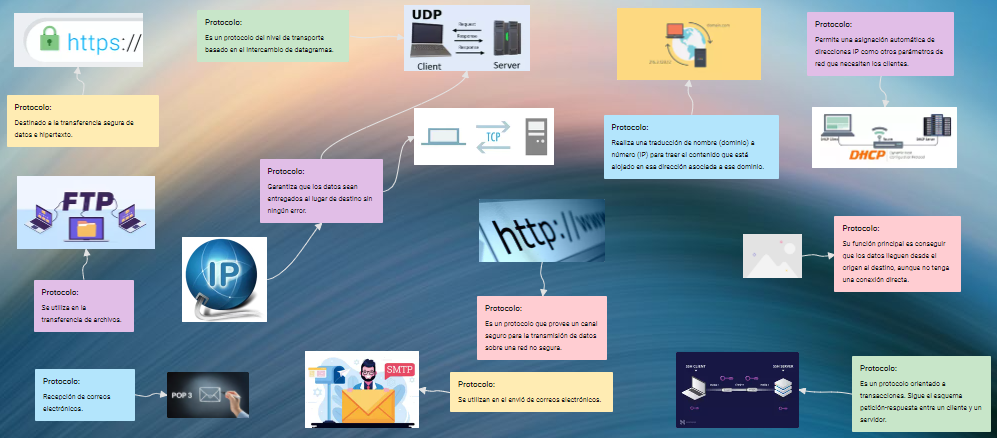 https://
Protocolo:
Es un protocolo del nivel de transporte
basado en el intercambio de datagramas.
UDP
Request
Response
Response
Client
Server
domain.com
Protocolo:
Permite una asignación automática de
direcciones IP como otros parámetros de
red que necesiten los clientes.
Protocolo:
Destinado a la transferencia segura de
datos e hipertexto.
TCP
Protocolo:
Realiza una traducción de nombre (dominio) a
número (IP) para traer el contenido que está
alojado en esa dirección asociada a ese dominio.
DHCP Client
DHCP Server
DHCP
Protocolo:
Garantiza que los datos sean
entregados al lugar de destino sin
ningún error.
FTP
http://www
IP
Protocolo:
Su función principal es conseguir
que los datos lleguen desde el
origen al destino, aunque no tenga
una conexión directa.
Protocolo:
Se utiliza en la
transferencia de archivos.
Protocolo:
Es un protocolo que provee un canal
seguro para la transmisión de datos
sobre una red no segura.
Protocolo:
Recepción de correos
electrónicos.
POP 3
SMTP
Protocolo:
Se utilizan en el envió de correos electrónicos.
SSH CLIENT
SSH SERVER
Protocolo:
Es un protocolo orientado a
transacciones. Sigue el esquema
petición-respuesta entre un cliente y un
servidor.